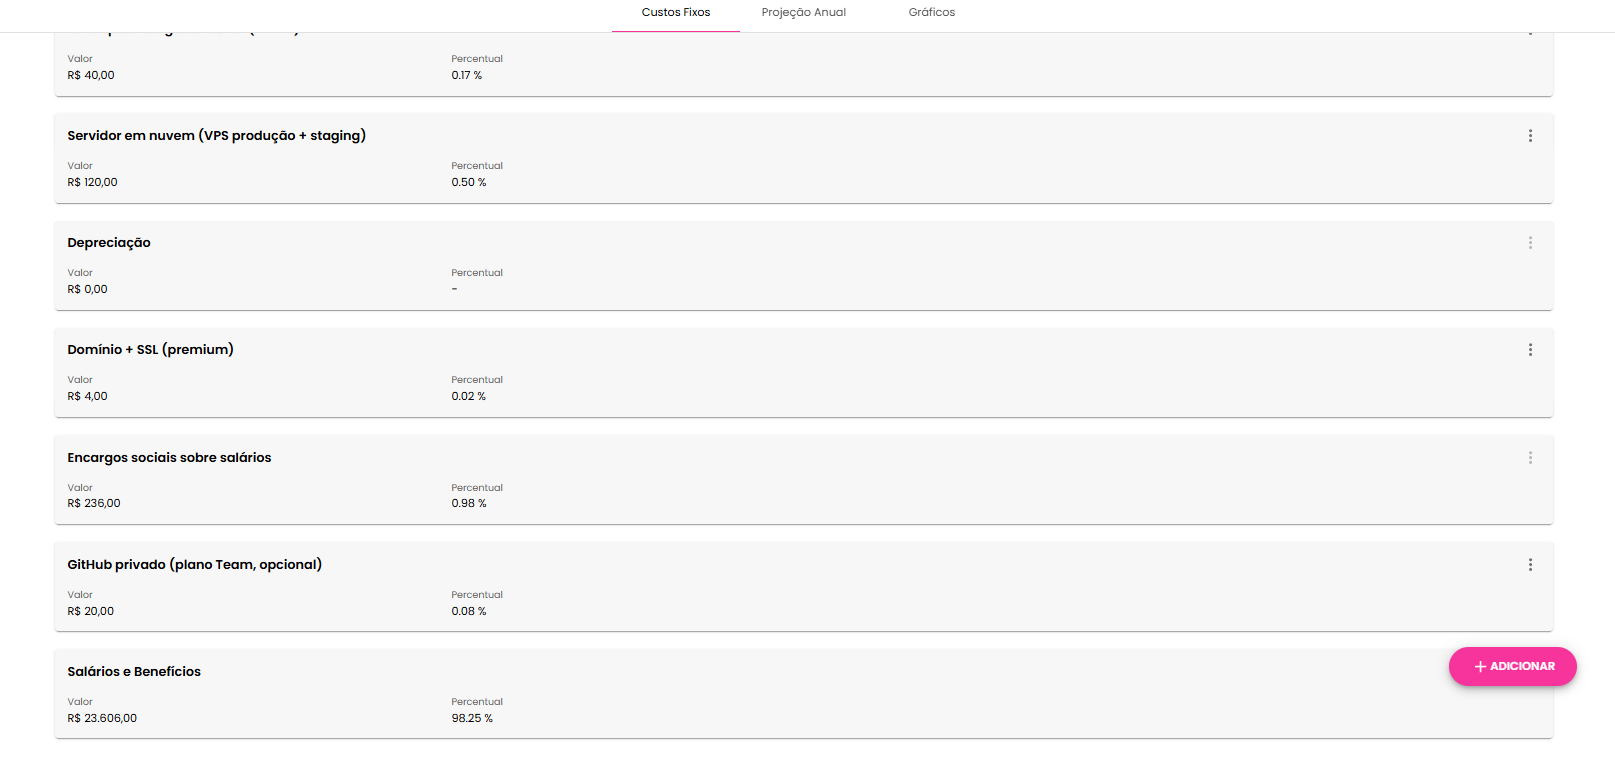 Custos Fixos Projeção Anual Gráficos
Valor Percentual
R$ 40,00 0.17 %
Servidor em nuvem (VPS produção + staging)
Valor Percentual
R$ 120,00 0.50 %
Depreciação
Valor Percentual
R$ 0,00 -
Domínio + SSL (premium)
Valor Percentual
R$ 4,00 0.02 %
Encargos sociais sobre salários
Valor Percentual
R$ 236,00 0.98 %
GitHub privado (plano Team, opcional)
Valor Percentual
R$ 20,00 0.08 %
Salários e Benefícios
+ ADICIONAR
Valor Percentual
R$ 23.606,00 98.25 %